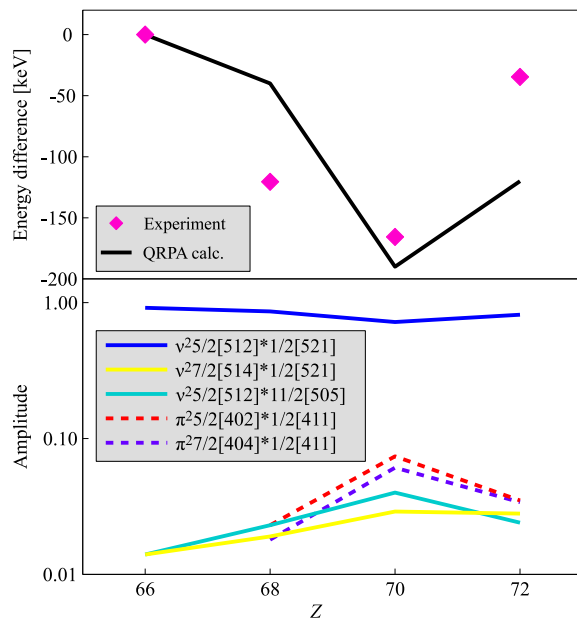 Energy difference [keV]
0
-50
-100
-150
-200
Experiment
QRPA calc.
Amplitude
1.00
0.10
0.01
ν²5/2[512]*1/2[521]
ν²7/2[514]*1/2[521]
ν²5/2[512]*11/2[505]
π²5/2[402]*1/2[411]
π²7/2[404]*1/2[411]
66 68 70 72
Z